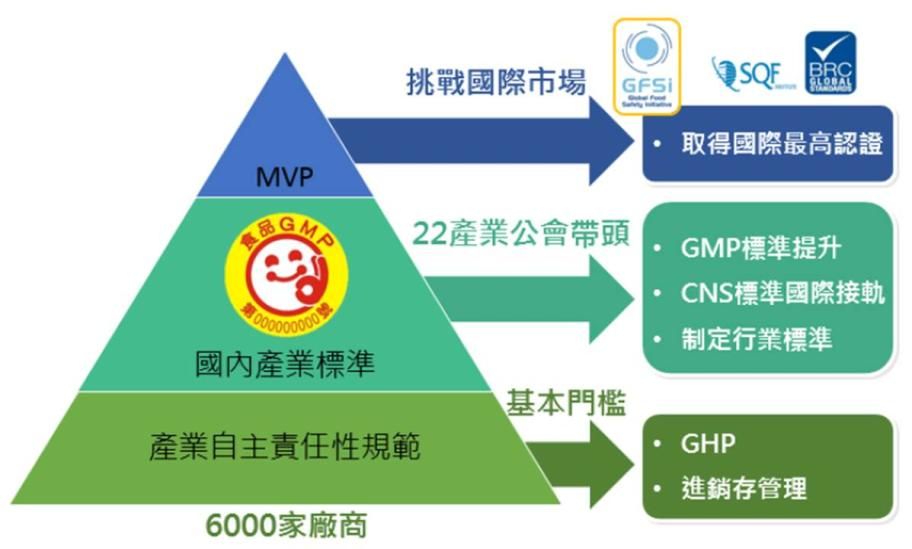 挑戰國際市場
GFSi
Global Food
Safety Initiative
SQF
BRC
GLOBAL
STANDARDS
• 取得國際最高認證
MVP
22產業公會帶頭
• GMP標準提升
• CNS標準國際接軌
• 制定行業標準
食品GMP
第000000000號
國內產業標準
基本門檻
• GHP
• 進銷存管理
產業自主責任性規範
6000家廠商